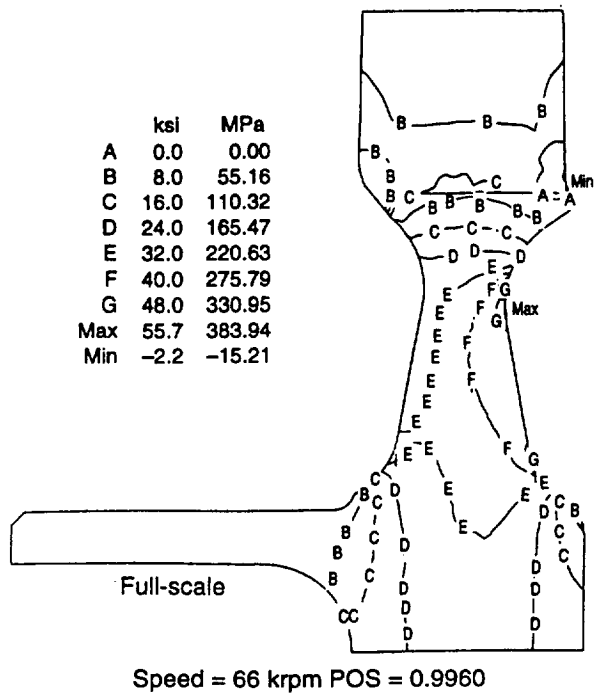 ksi MPa
A 0.0 0.00
B 8.0 55.16
C 16.0 110.32
D 24.0 165.47
E 32.0 220.63
F 40.0 275.79
G 48.0 330.95
Max 55.7 383.94
Min −2.2 −15.21
B B B
B
B
B C C A A Min
B B B B B
C C C
D D D
E
E F G
E F G Max
E F
E F
E
E
E
E E F G
C D E E E
B C D B
C E C
B C D C
B C D D
B D D
CC D D
D
Full-scale
Speed = 66 krpm POS = 0.9960